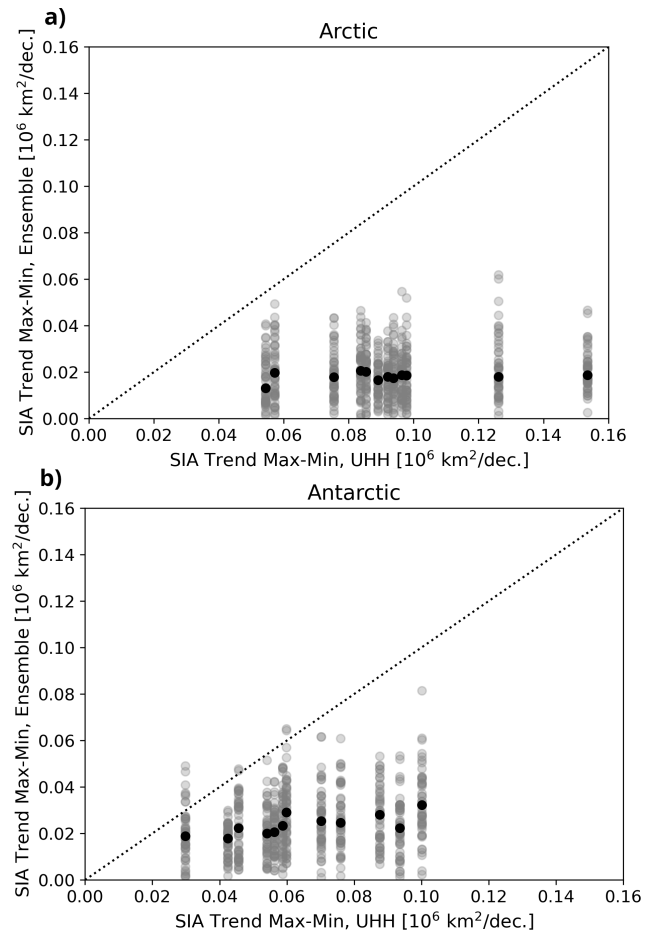 a)
Arctic
SIA Trend Max-Min, Ensemble [10⁶ km²/dec.]
0.16
0.14
0.12
0.10
0.08
0.06
0.04
0.02
0.00
0.00 0.02 0.04 0.06 0.08 0.10 0.12 0.14 0.16
SIA Trend Max-Min, UHH [10⁶ km²/dec.]
b)
Antarctic
SIA Trend Max-Min, Ensemble [10⁶ km²/dec.]
0.16
0.14
0.12
0.10
0.08
0.06
0.04
0.02
0.00
0.00 0.02 0.04 0.06 0.08 0.10 0.12 0.14 0.16
SIA Trend Max-Min, UHH [10⁶ km²/dec.]